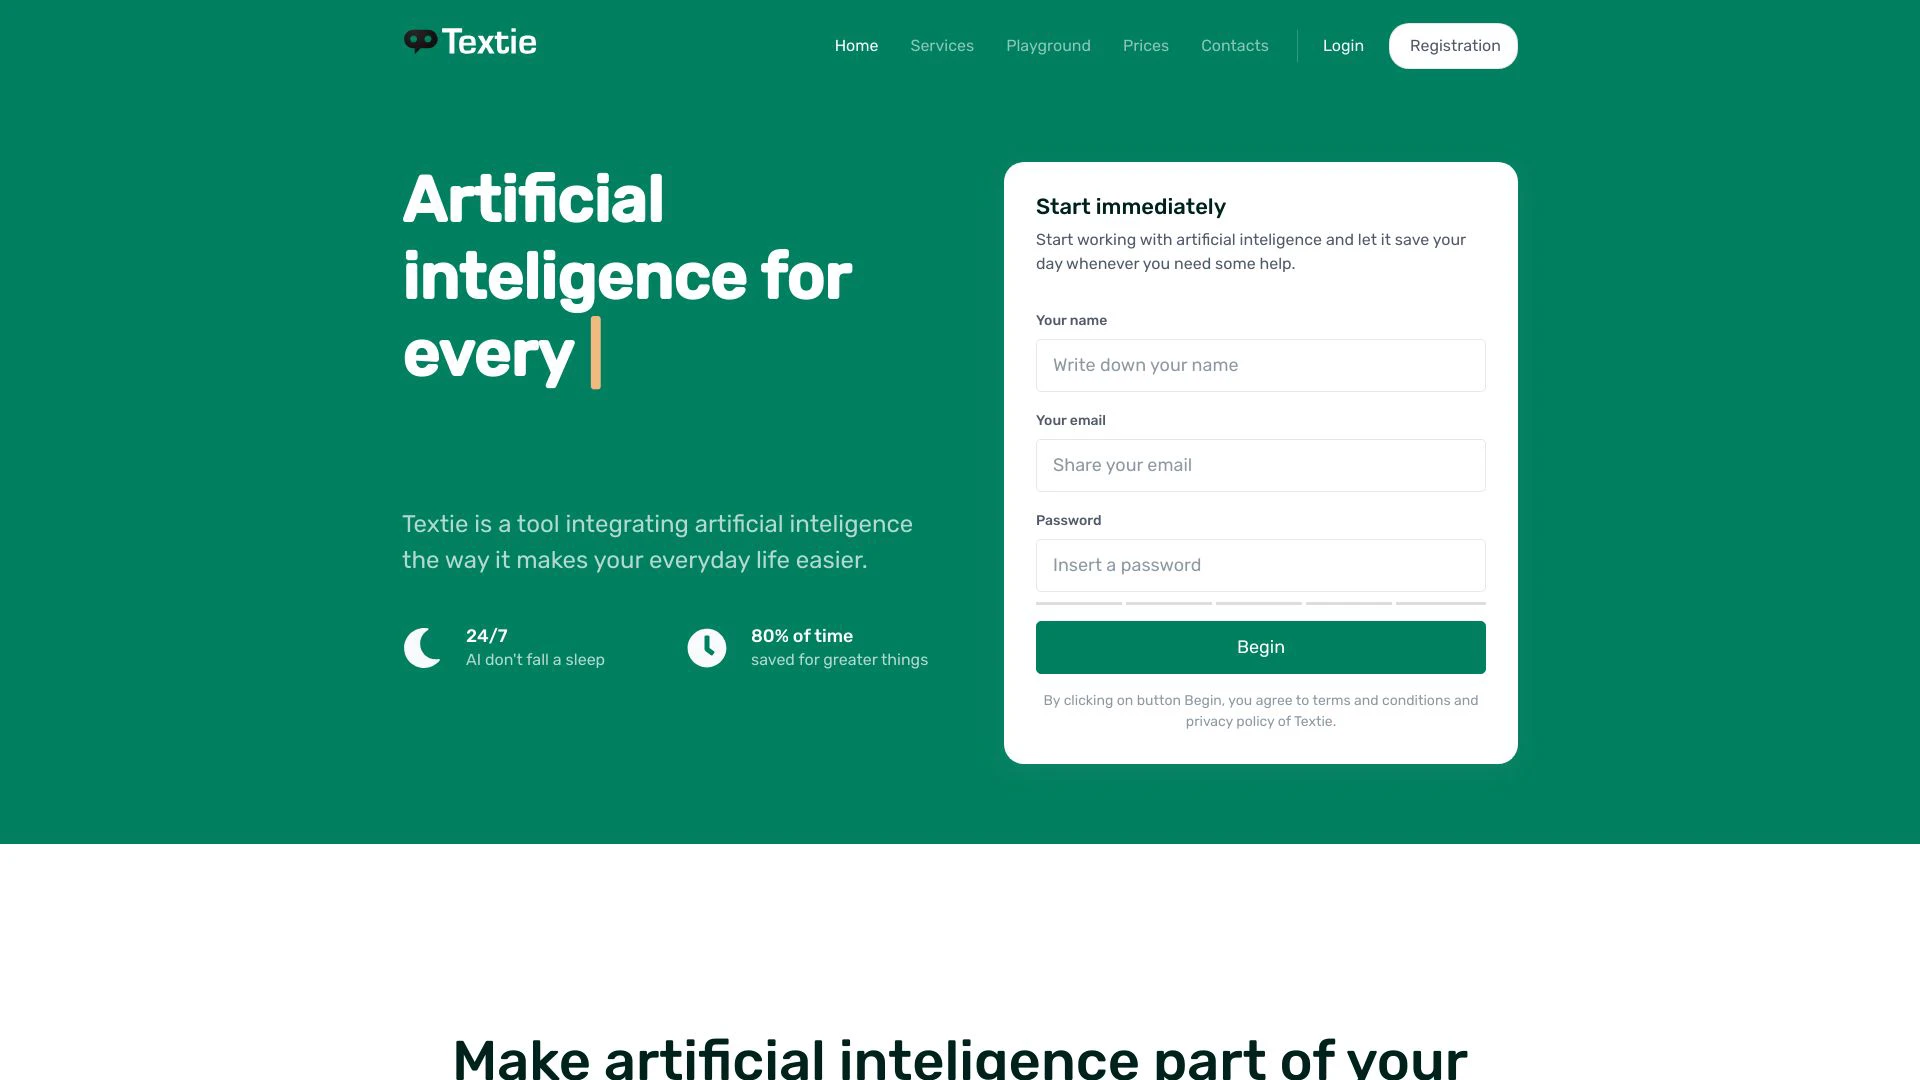 Textie
Home
Services
Playground
Prices
Contacts
Login
Registration
Artificial
inteligence for
every
Textie is a tool integrating artificial inteligence
the way it makes your everyday life easier.
24/7
AI don't fall a sleep
80% of time
saved for greater things
Start immediately
Start working with artificial inteligence and let it save your
day whenever you need some help.
Your name
Write down your name
Your email
Share your email
Password
Insert a password
Begin
By clicking on button Begin, you agree to terms and conditions and
privacy policy of Textie.
Make artificial inteligence part of your